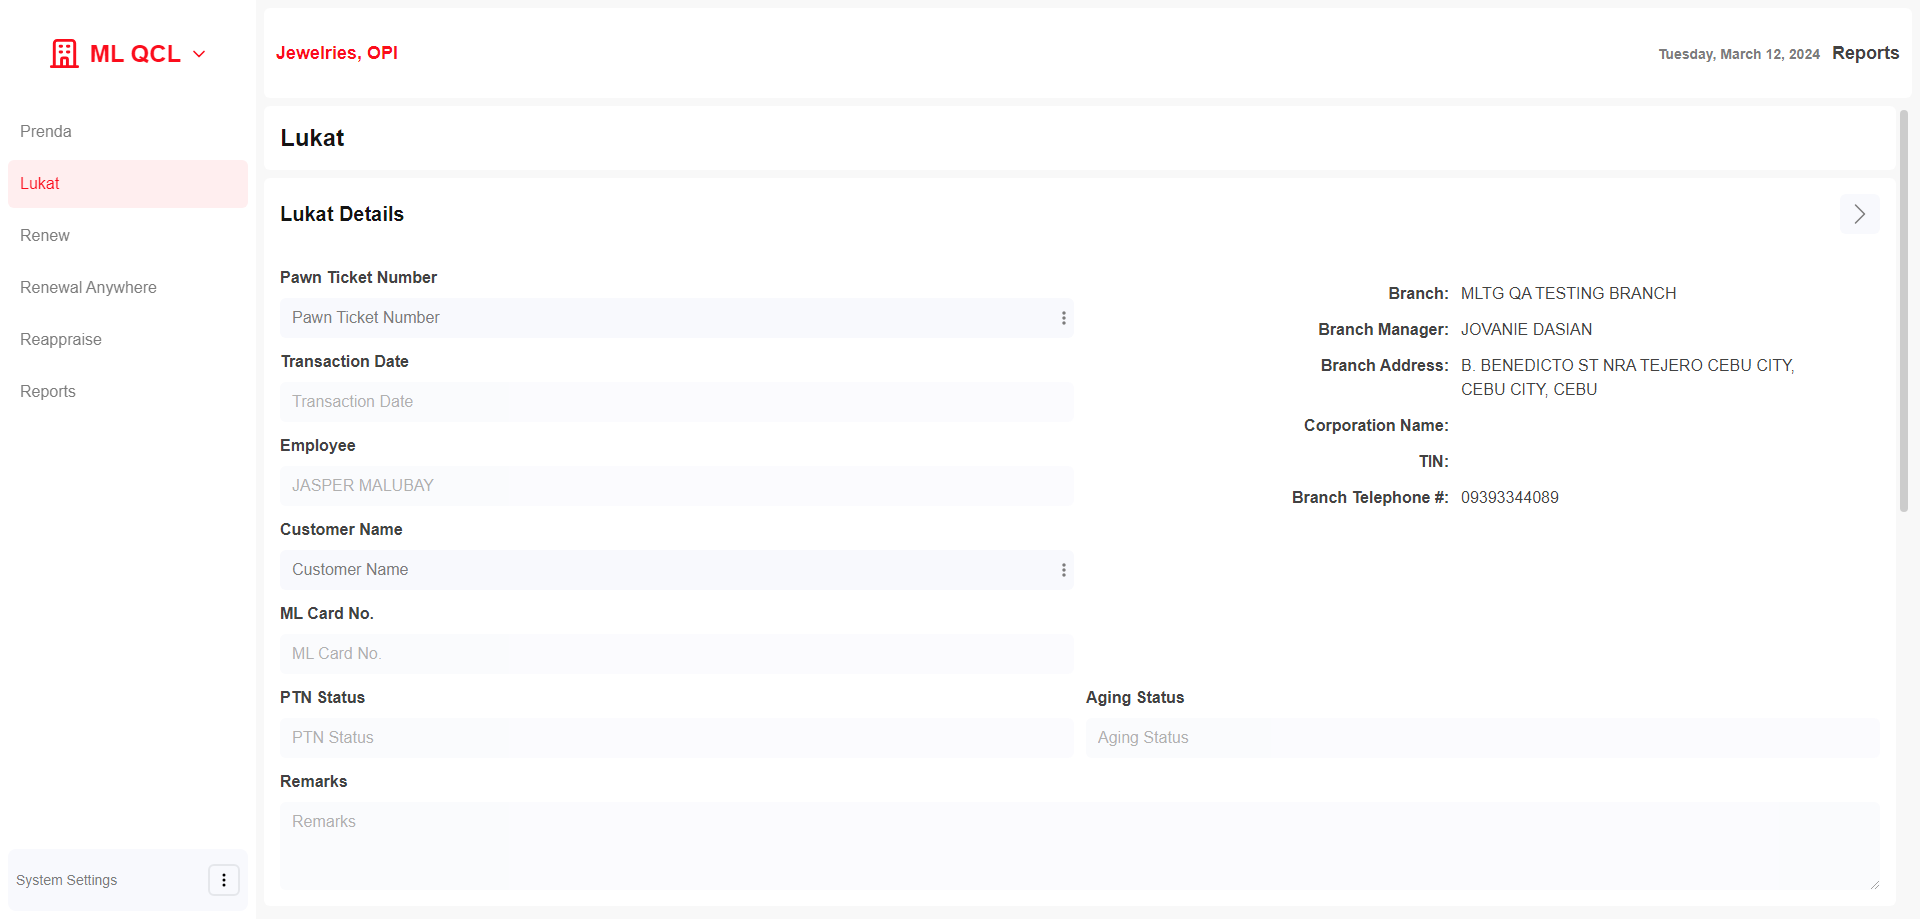 ML QCL
Prenda
Lukat
Renew
Renewal Anywhere
Reappraise
Reports
System Settings
Jewelries, OPI
Tuesday, March 12, 2024 Reports
Lukat
Lukat Details
Pawn Ticket Number
Pawn Ticket Number
Transaction Date
Transaction Date
Employee
JASPER MALUBAY
Customer Name
Customer Name
ML Card No.
ML Card No.
Branch: MLTG QA TESTING BRANCH
Branch Manager: JOVANIE DASIAN
Branch Address: B. BENEDICTO ST NRA TEJERO CEBU CITY,
CEBU CITY, CEBU
Corporation Name:
TIN:
Branch Telephone #: 09393344089
PTN Status
PTN Status
Aging Status
Aging Status
Remarks
Remarks